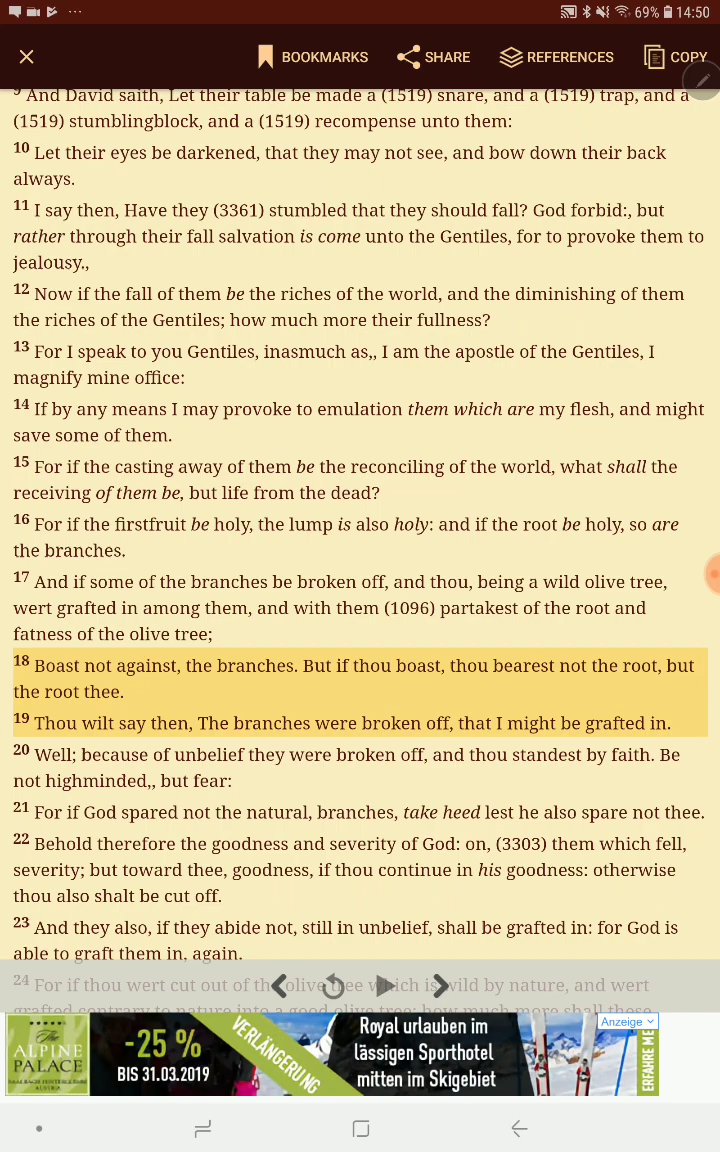 69% 14:50
BOOKMARKS SHARE REFERENCES COPY
9 And David saith, Let their table be made a (1519) snare, and a (1519) trap, and a
(1519) stumblingblock, and a (1519) recompense unto them:
10 Let their eyes be darkened, that they may not see, and bow down their back
always.
11 I say then, Have they (3361) stumbled that they should fall? God forbid:, but
rather through their fall salvation is come unto the Gentiles, for to provoke them to
jealousy.,
12 Now if the fall of them be the riches of the world, and the diminishing of them
the riches of the Gentiles; how much more their fullness?
13 For I speak to you Gentiles, inasmuch as,, I am the apostle of the Gentiles, I
magnify mine office:
14 If by any means I may provoke to emulation them which are my flesh, and might
save some of them.
15 For if the casting away of them be the reconciling of the world, what shall the
receiving of them be, but life from the dead?
16 For if the firstfruit be holy, the lump is also holy: and if the root be holy, so are
the branches.
17 And if some of the branches be broken off, and thou, being a wild olive tree,
wert grafted in among them, and with them (1096) partakest of the root and
fatness of the olive tree;
18 Boast not against, the branches. But if thou boast, thou bearest not the root, but
the root thee.
19 Thou wilt say then, The branches were broken off, that I might be grafted in.
20 Well; because of unbelief they were broken off, and thou standest by faith. Be
not highminded,, but fear:
21 For if God spared not the natural, branches, take heed lest he also spare not thee.
22 Behold therefore the goodness and severity of God: on, (3303) them which fell,
severity; but toward thee, goodness, if thou continue in his goodness: otherwise
thou also shalt be cut off.
23 And they also, if they abide not, still in unbelief, shall be grafted in: for God is
able to graft them in, again.
24 For if thou wert cut out of the olive tree which is wild by nature, and wert
grafted contrary to nature into a good olive tree: how much more shall these,
The
ALPINE
PALACE
-25 %
BIS 31.03.2019
VERLÄNGERUNG
Royal urlauben im
lässigen Sporthotel
mitten im Skigebiet
Anzeige
ERFAHRE ME